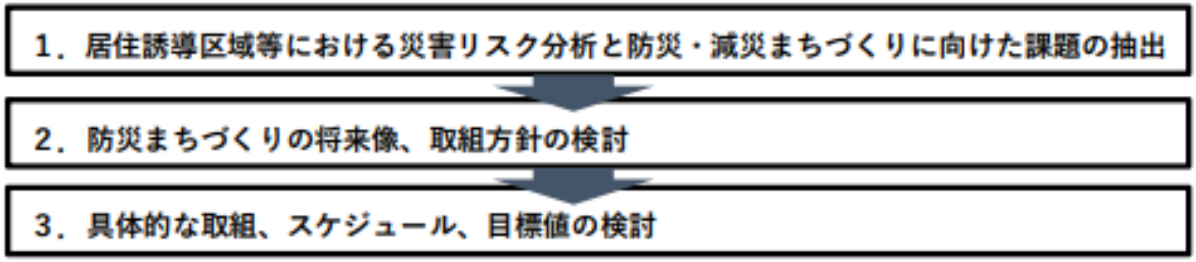 1．居住誘導区域等における災害リスク分析と防災・減災まちづくりに向けた課題の抽出
2．防災まちづくりの将来像、取組方針の検討
3．具体的な取組、スケジュール、目標値の検討